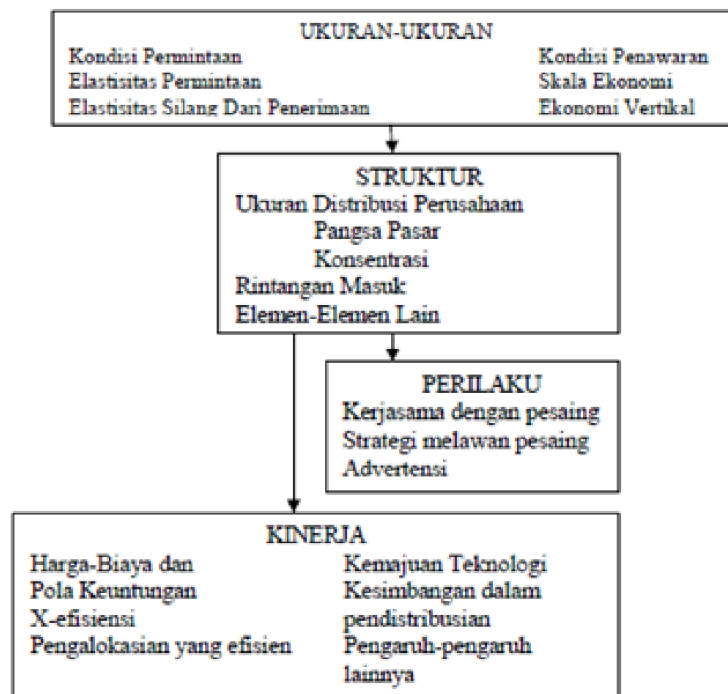 UKURAN-UKURAN
Kondisi Permintaan
Elastisitas Permintaan
Elastisitas Silang Dari Penerimaan
Kondisi Penawaran
Skala Ekonomi
Ekonomi Vertikal
STRUKTUR
Ukuran Distribusi Perusahaan
Pangsa Pasar
Konsentrasi
Rintangan Masuk
Elemen-Elemen Lain
PERILAKU
Kerjasama dengan pesaing
Strategi melawan pesaing
Advertensi
KINERJA
Harga-Biaya dan
Pola Keuntungan
X-efisiensi
Pengalokasian yang efisien
Kemajuan Teknologi
Kesimbangan dalam
pendistribusian
Pengaruh-pengaruh
lainnya